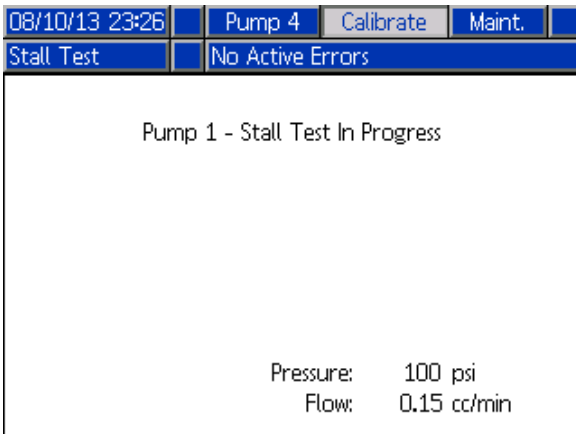 08/10/13 23:26 Pump 4 Calibrate Maint.
Stall Test No Active Errors
Pump 1 - Stall Test In Progress
Pressure: 100 psi
Flow: 0.15 cc/min